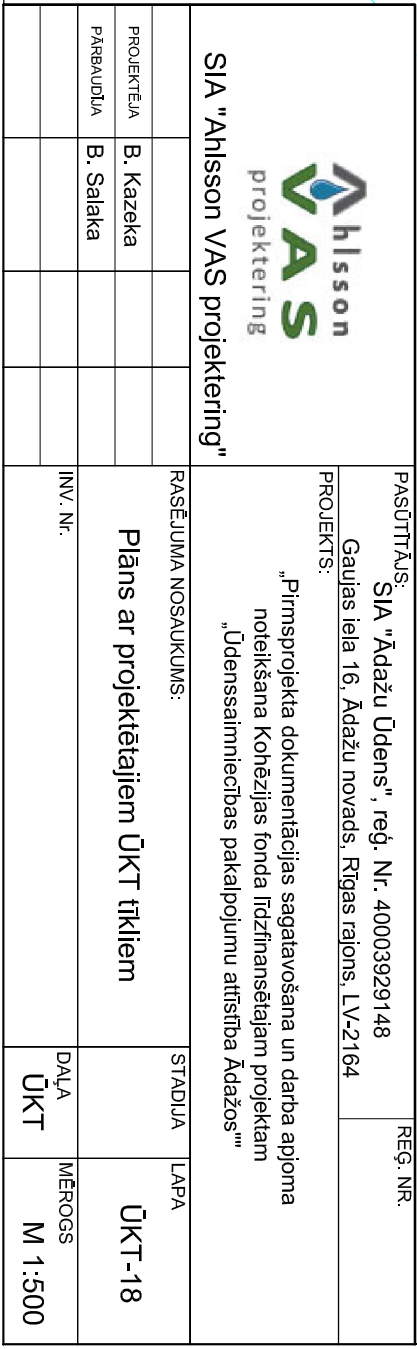 Ahlsson
VAS
projektering
SIA "Ahlsson VAS projektering"
PROJEKTĒJA B. Kazeka
PĀRBAUDĪJA B. Salaka
PASŪTĪTĀJS:
SIA "Ādažu Ūdens", reģ. Nr. 40003929148
Gaujas iela 16, Ādažu novads, Rīgas rajons, LV-2164
REĢ. NR.
PROJEKTS:
„Pirmsprojekta dokumentācijas sagatavošana un darba apjoma
noteikšana Kohēzijas fonda līdzfinansētajam projektam
„Ūdenssaimniecības pakalpojumu attīstība Ādažos""
RASĒJUMA NOSAUKUMS:
Plāns ar projektētajiem ŪKT tīkliem
STADIJA
LAPA
ŪKT-18
INV. Nr.
DAĻA
ŪKT
MĒROGS
M 1:500